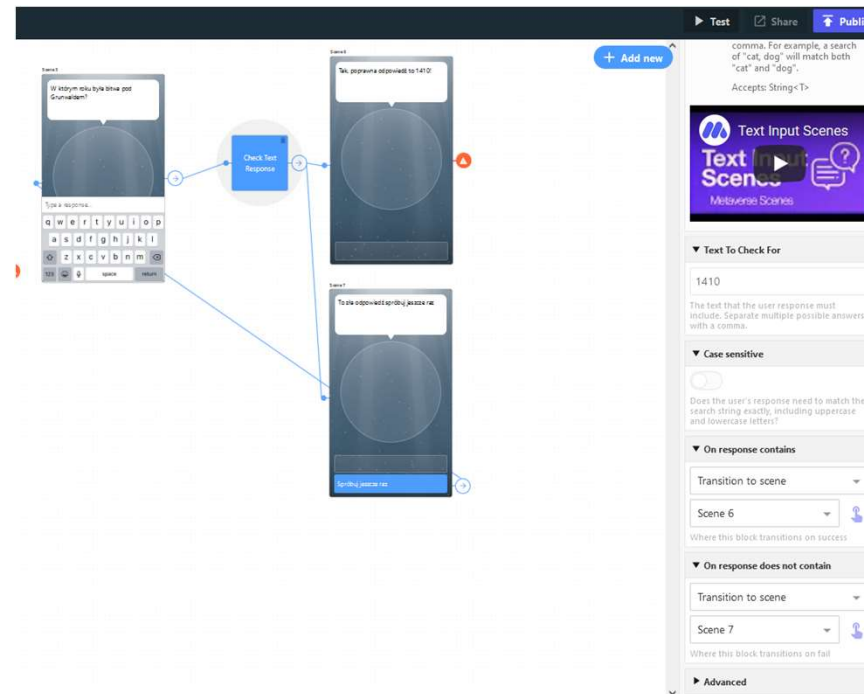 Test
Share
Publi
+ Add new
comma. For example, a search
of "cat, dog" will match both
"cat" and "dog".
Accepts: String<T>
Text Input Scenes
Text Input
Scenes
Metaverse Scenes
Text To Check For
1410
The text that the user response must
include. Separate multiple possible answers
with a comma.
Case sensitive
Does the user's response need to match the
search string exactly, including uppercase
and lowercase letters?
On response contains
Transition to scene
Scene 6
Where this block transitions on success
On response does not contain
Transition to scene
Scene 7
Where this block transitions on fail
Advanced
Scene 5
W którym roku była bitwa pod
Grunwaldem?
Type a response..
q w e r t y u i o p
a s d f g h j k l
z x c v b n m
123 space return
Check Text
Response
Scene 6
Tak, poprawna odpowiedź to 1410!
Scene 7
To zła odpowiedź spróbuj jeszcze raz
Spróbuj jeszcze raz